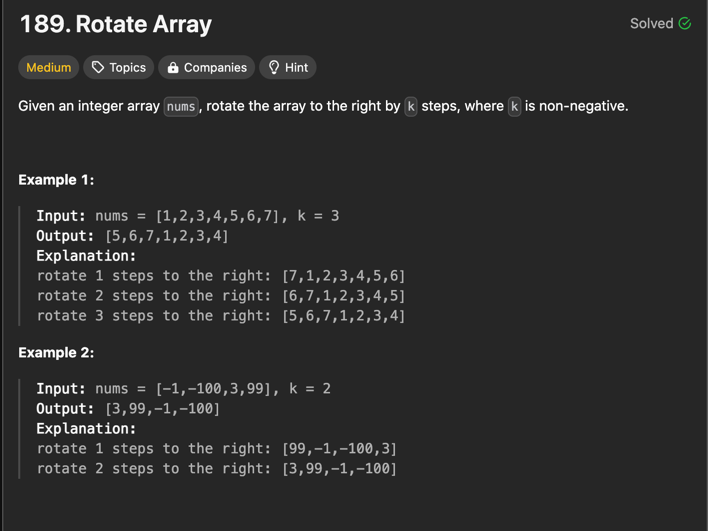 189. Rotate Array
Solved
Medium Topics Companies Hint
Given an integer array nums, rotate the array to the right by k steps, where k is non-negative.
Example 1:
Input: nums = [1,2,3,4,5,6,7], k = 3
Output: [5,6,7,1,2,3,4]
Explanation:
rotate 1 steps to the right: [7,1,2,3,4,5,6]
rotate 2 steps to the right: [6,7,1,2,3,4,5]
rotate 3 steps to the right: [5,6,7,1,2,3,4]
Example 2:
Input: nums = [-1,-100,3,99], k = 2
Output: [3,99,-1,-100]
Explanation:
rotate 1 steps to the right: [99,-1,-100,3]
rotate 2 steps to the right: [3,99,-1,-100]